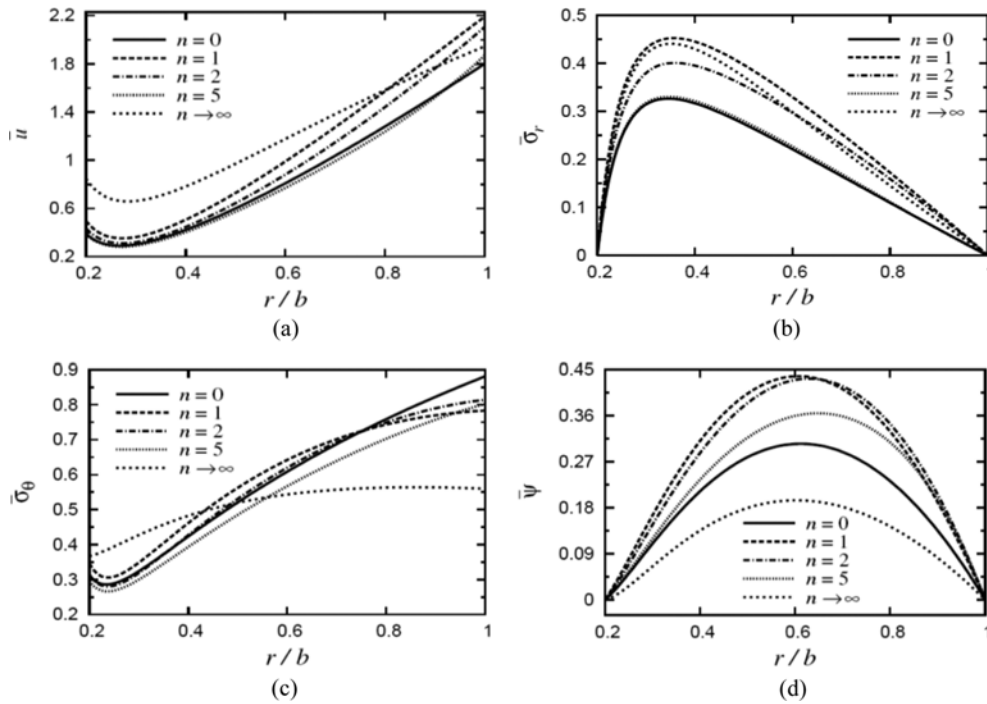 2.2
1.8
1.4
1
0.6
0.2
ū
n = 0
n = 1
n = 2
n = 5
n → ∞
0.2
0.4
0.6
0.8
1
r / b
(a)
0.5
0.4
0.3
0.2
0.1
0
σ̄r
n = 0
n = 1
n = 2
n = 5
n → ∞
0.2
0.4
0.6
0.8
1
r / b
(b)
0.9
0.8
0.7
0.6
0.5
0.4
0.3
0.2
σ̄θ
n = 0
n = 1
n = 2
n = 5
n → ∞
0.2
0.4
0.6
0.8
1
r / b
(c)
0.45
0.36
0.27
0.18
0.09
0
ψ̄
n = 0
n = 1
n = 2
n = 5
n → ∞
0.2
0.4
0.6
0.8
1
r / b
(d)